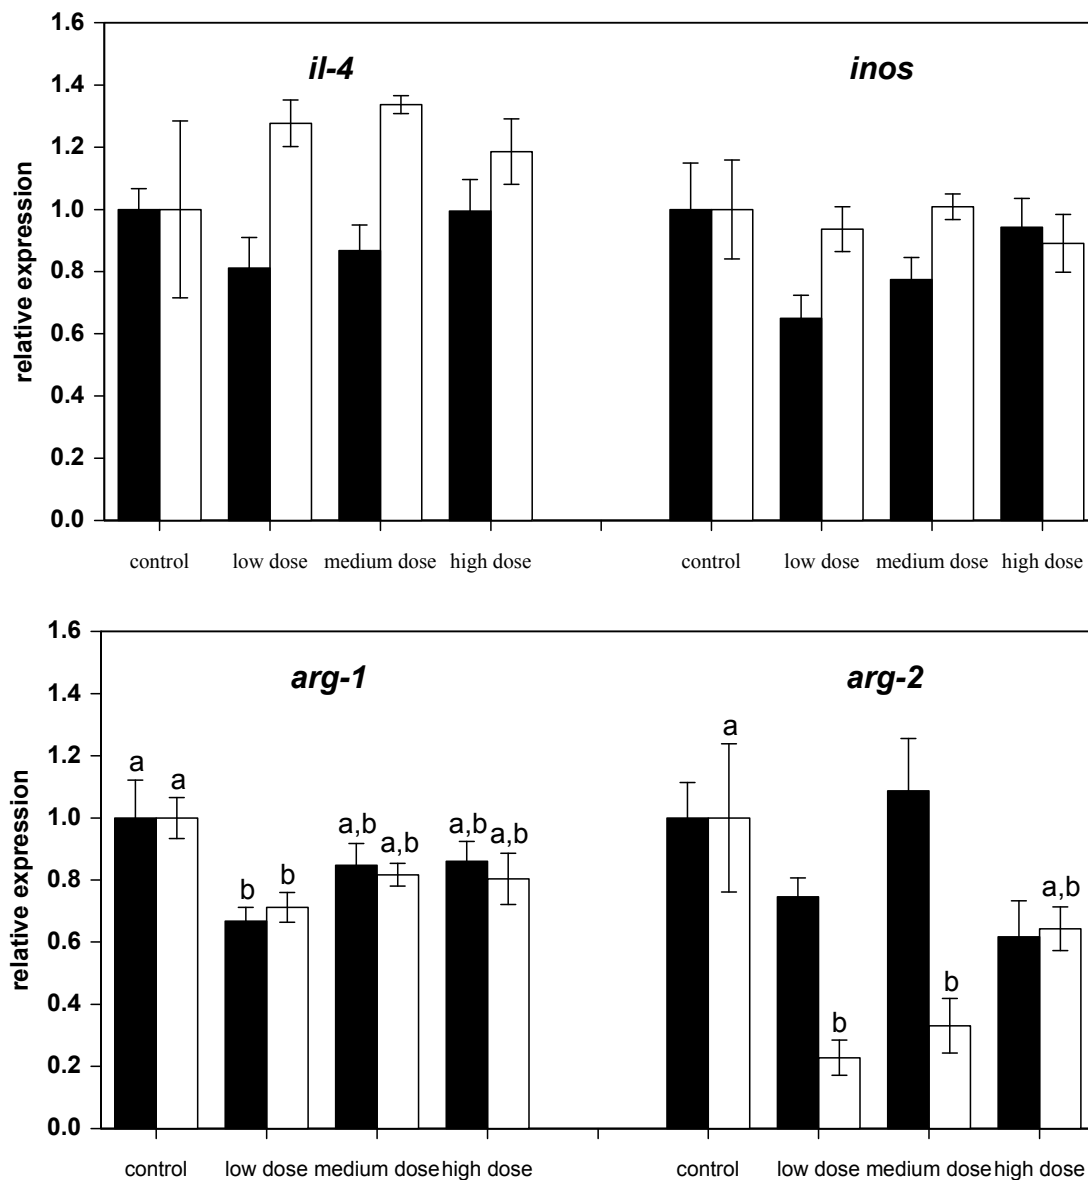 1.6
il-4
inos
1.4
1.2
1.0
0.8
0.6
0.4
0.2
0.0
relative expression
control low dose medium dose high dose control low dose medium dose high dose
1.6
arg-1
arg-2
1.4
1.2
1.0
0.8
0.6
0.4
0.2
0.0
relative expression
a a b b a,b a,b a,b a,b
a b b a,b
control low dose medium dose high dose control low dose medium dose high dose